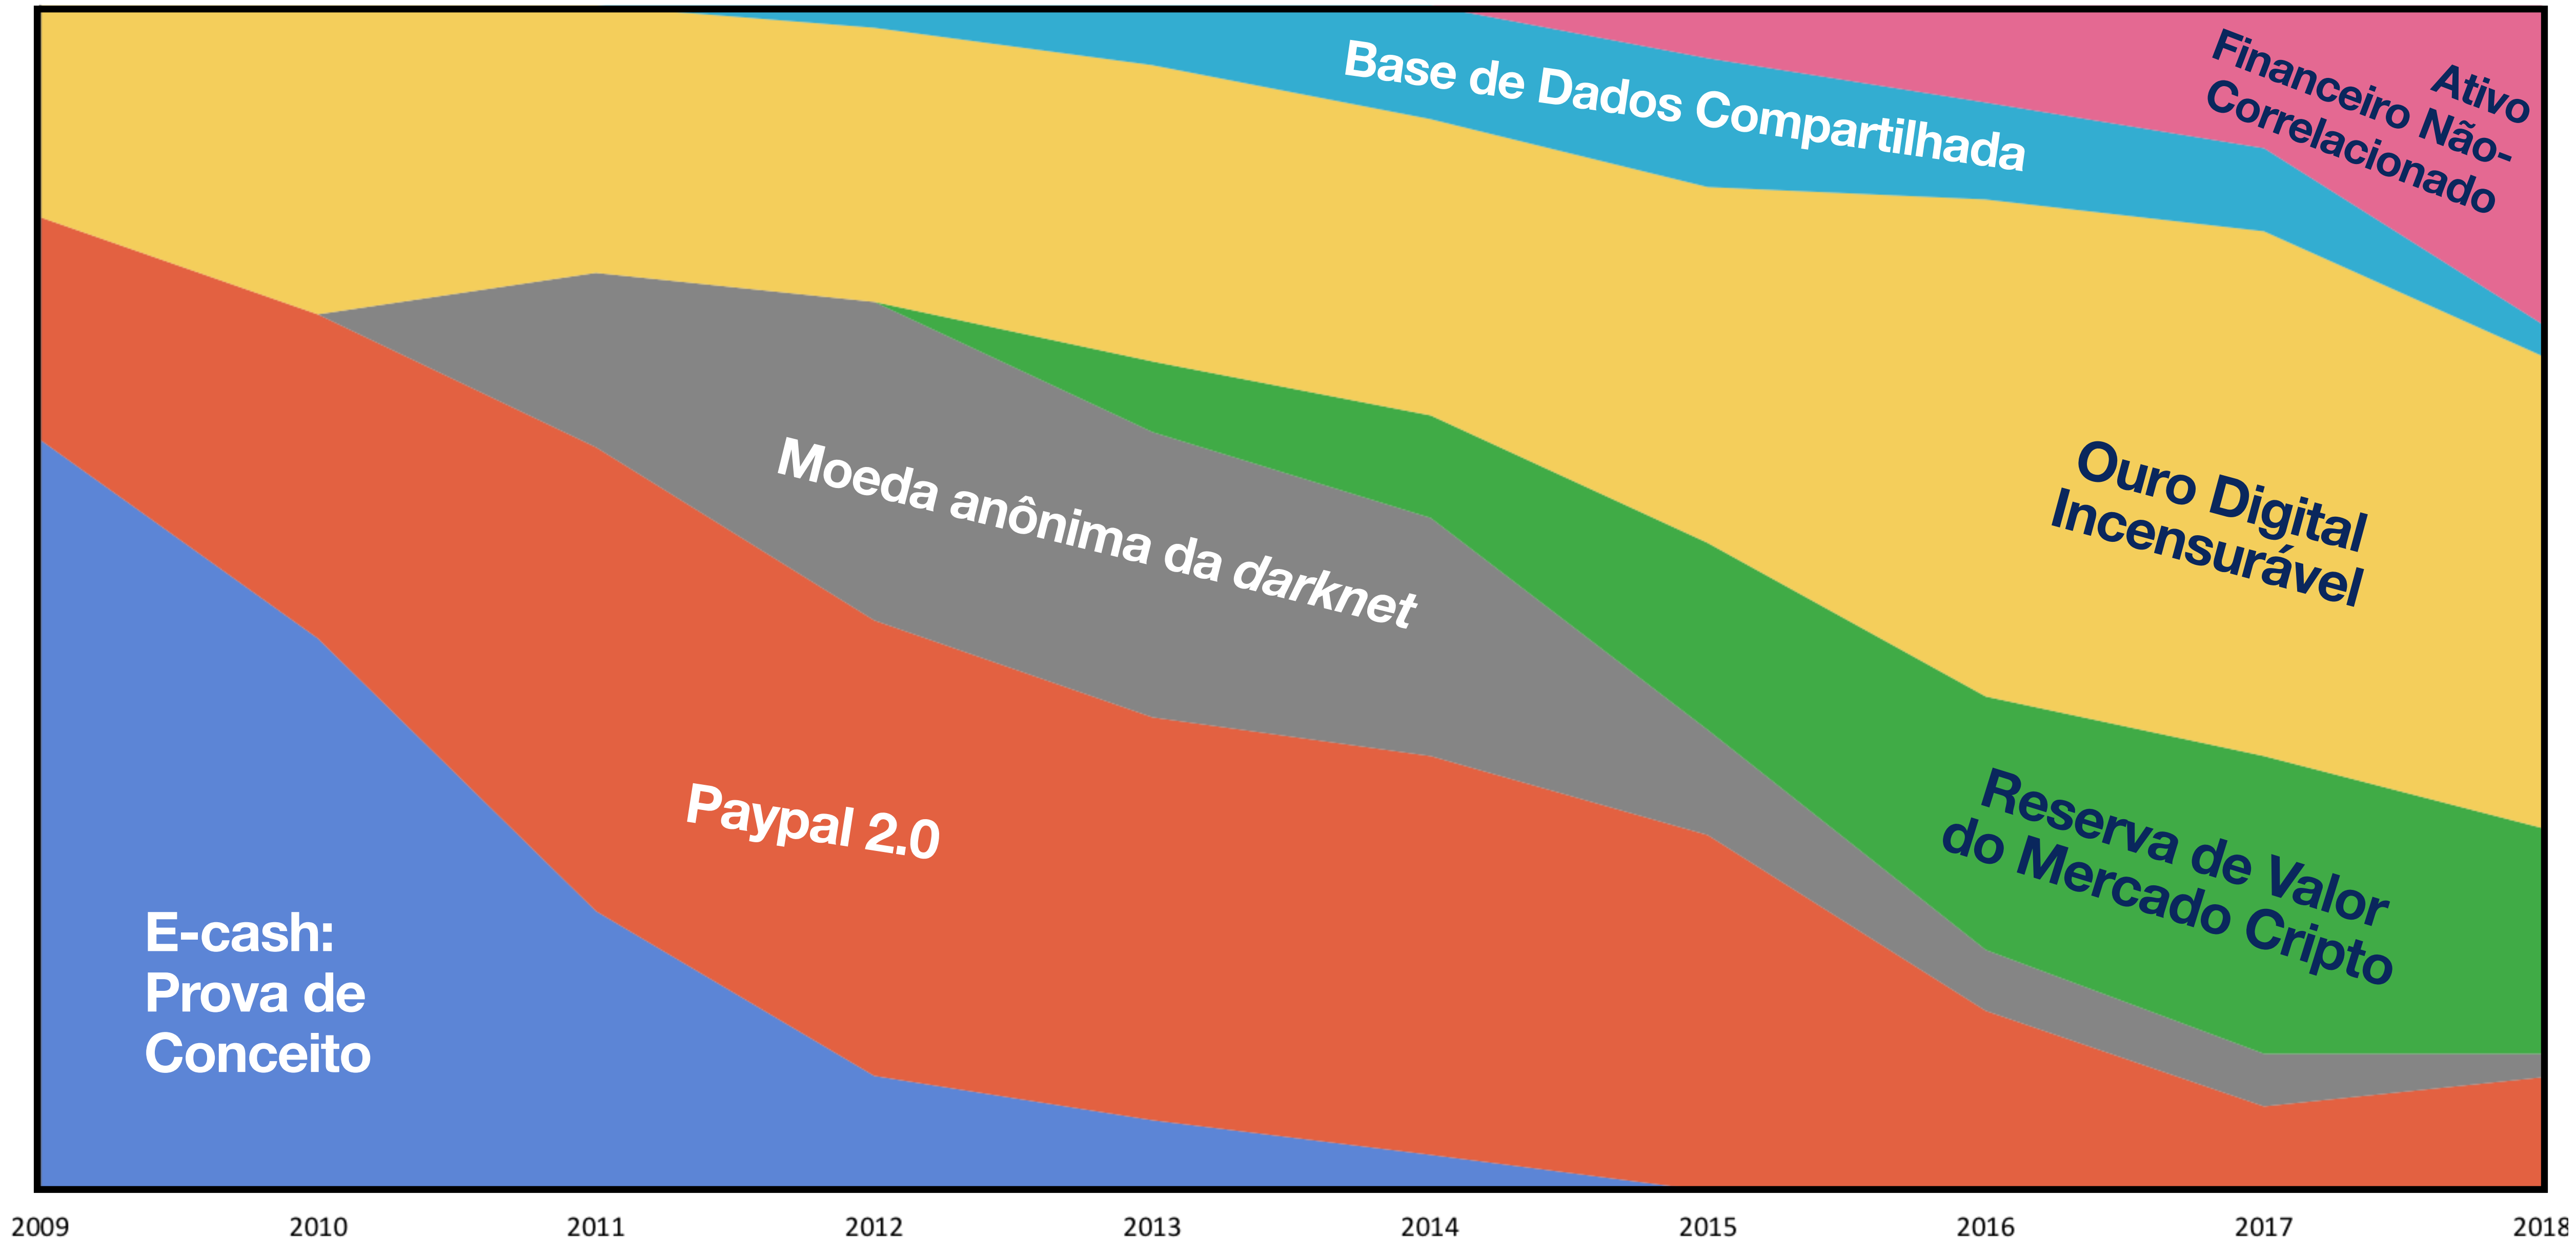 Base de Dados Compartilhada
Ativo
Financeiro Não-
Correlacionado
Moeda anônima da darknet
Ouro Digital
Incensurável
Paypal 2.0
Reserva de Valor
do Mercado Cripto
E-cash:
Prova de
Conceito
2009 2010 2011 2012 2013 2014 2015 2016 2017 2018